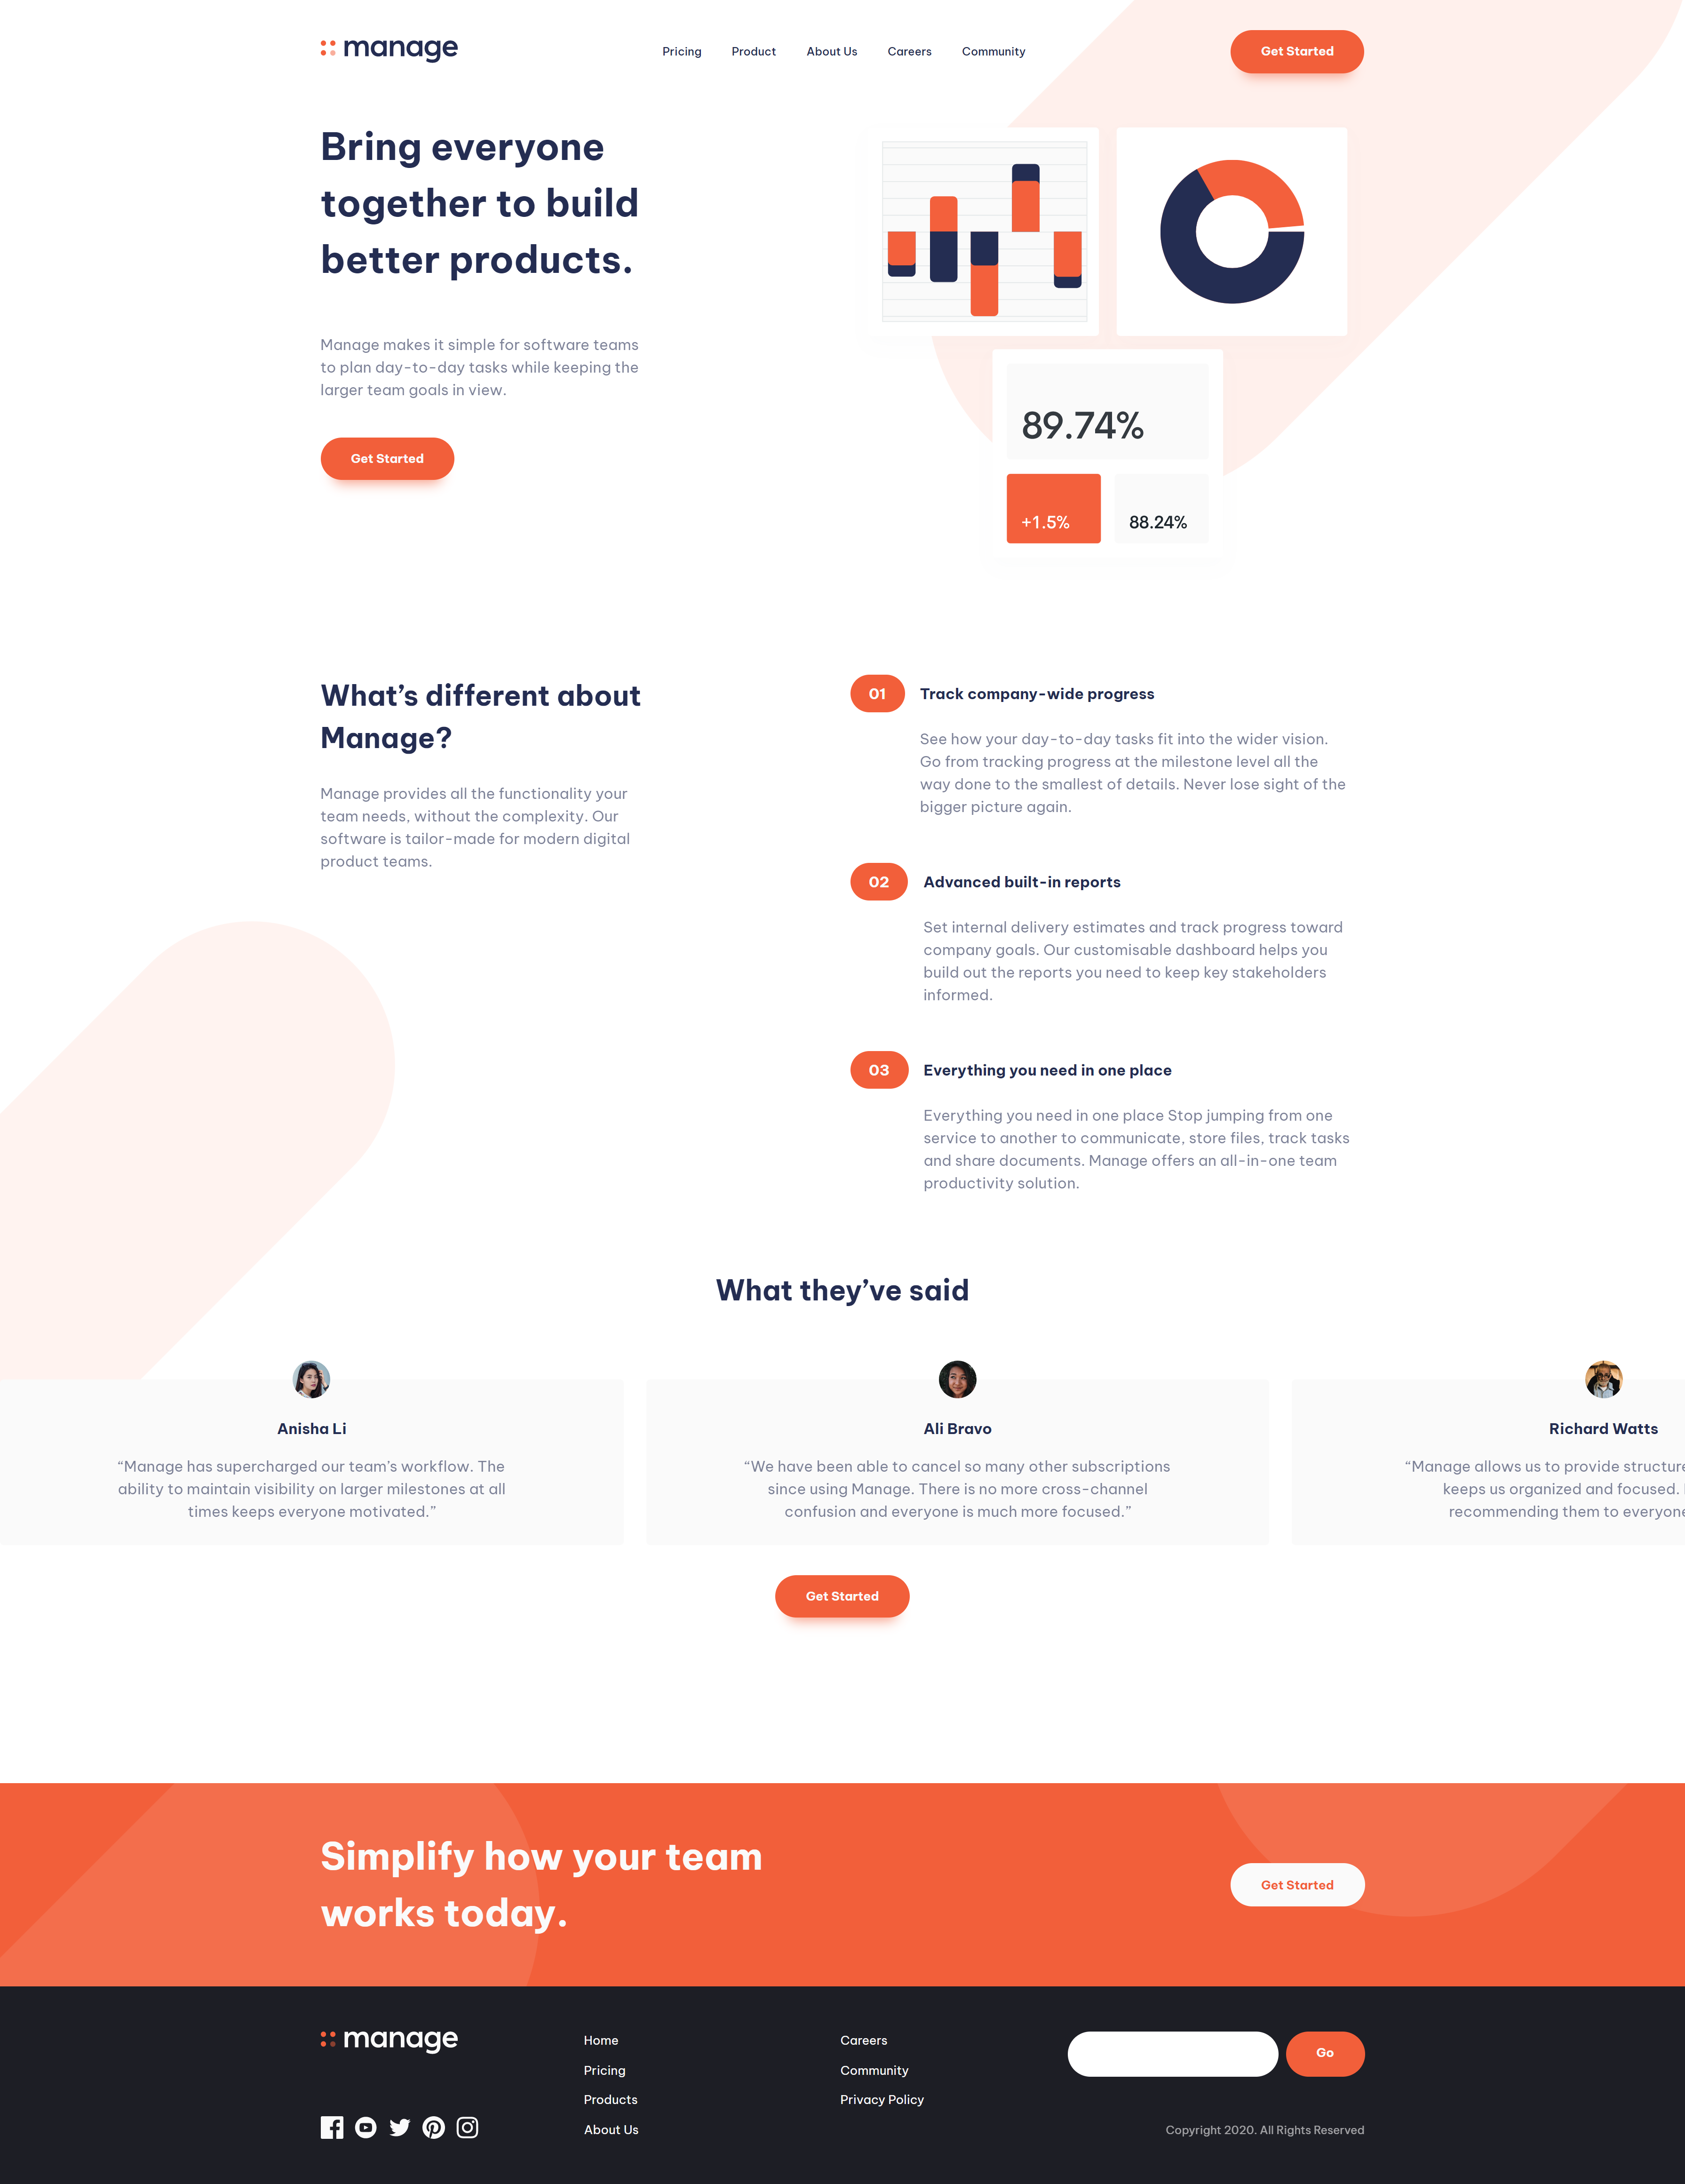 manage
Pricing
Product
About Us
Careers
Community
Get Started
Bring everyone
together to build
better products.
Manage makes it simple for software teams
to plan day-to-day tasks while keeping the
larger team goals in view.
Get Started
89.74%
+1.5%
88.24%
What’s different about
Manage?
Manage provides all the functionality your
team needs, without the complexity. Our
software is tailor-made for modern digital
product teams.
01
Track company-wide progress
See how your day-to-day tasks fit into the wider vision.
Go from tracking progress at the milestone level all the
way done to the smallest of details. Never lose sight of the
bigger picture again.
02
Advanced built-in reports
Set internal delivery estimates and track progress toward
company goals. Our customisable dashboard helps you
build out the reports you need to keep key stakeholders
informed.
03
Everything you need in one place
Everything you need in one place Stop jumping from one
service to another to communicate, store files, track tasks
and share documents. Manage offers an all-in-one team
productivity solution.
What they’ve said
Anisha Li
“Manage has supercharged our team’s workflow. The
ability to maintain visibility on larger milestones at all
times keeps everyone motivated.”
Ali Bravo
“We have been able to cancel so many other subscriptions
since using Manage. There is no more cross-channel
confusion and everyone is much more focused.”
Richard Watts
“Manage allows us to provide structure
keeps us organized and focused.
recommending them to everyone
Get Started
Simplify how your team
works today.
Get Started
manage
Home
Pricing
Products
About Us
Careers
Community
Privacy Policy
Go
Copyright 2020. All Rights Reserved